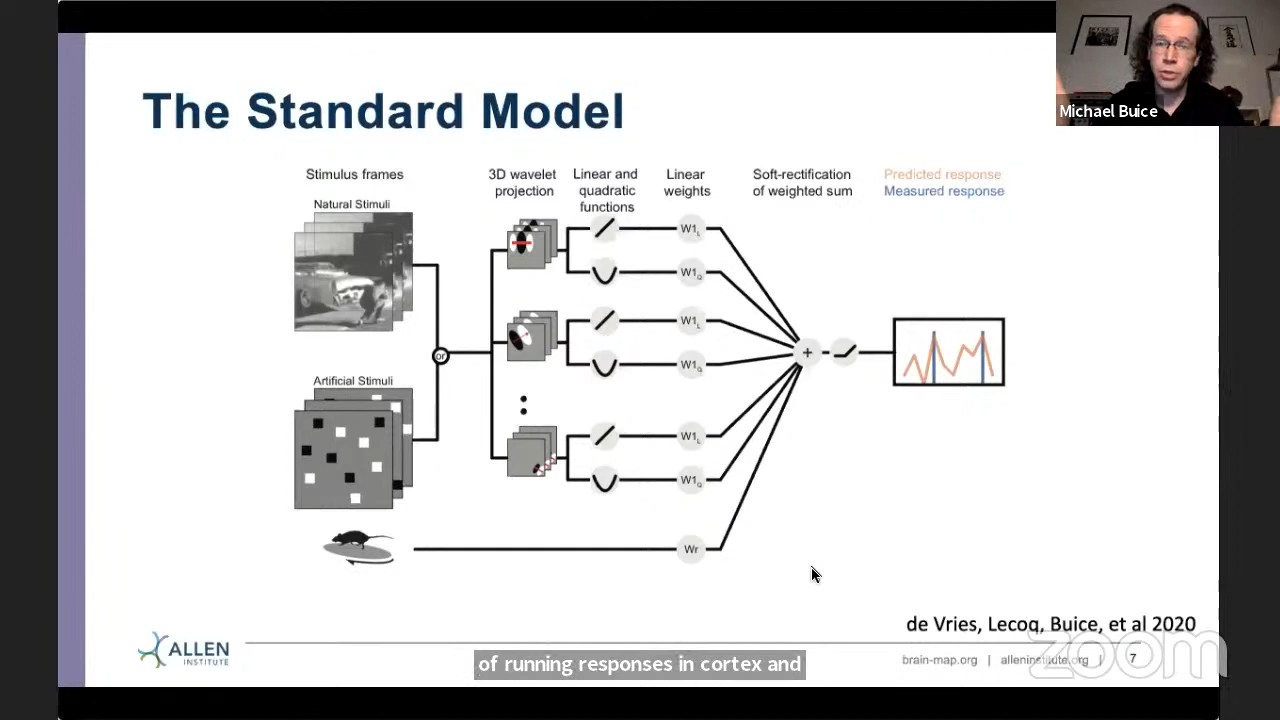 Michael Buice
The Standard Model
Stimulus frames
3D wavelet
projection
Linear and
quadratic
functions
Linear
weights
Soft-rectification
of weighted sum
Predicted response
Measured response
Natural Stimuli
W1L
W1Q
or
W1L
W1Q
+
Artificial Stimuli
W1L
W1Q
Wr
de Vries, Lecoq, Buice, et al 2020
ALLEN
INSTITUTE
brain-map.org | alleninstitute.org | 7
zoom
of running responses in cortex and